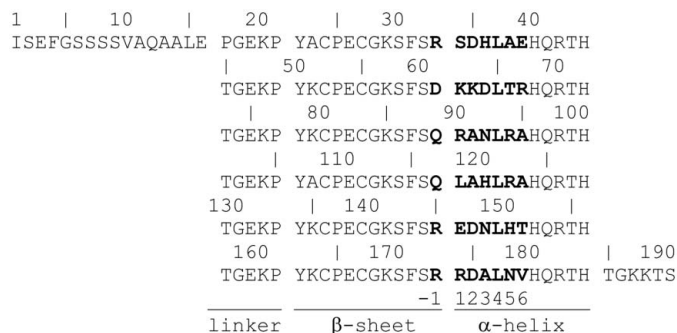 1 | 10 | 20 | 30 | 40
ISEFGSSSSVAQAALE PGEKP YACPECGKSFSR SDHLAEHQRTH
| 50 | 60 | 70
TGEKP YKCPECGKSFSD KKDLTRHQRTH
| 80 | 90 | 100
TGEKP YKCPECGKSFSQ RANLRAHQRTH
| 110 | 120 |
TGEKP YACPECGKSFSQ LAHLRAHQRTH
130 | 140 | 150 |
TGEKP YKCPECGKSFSR EDNLHTHQRTH
160 | 170 | 180 | 190
TGEKP YKCPECGKSFSR RDALNVHQRTH TGKKTS
-1 123456
linker β-sheet α-helix